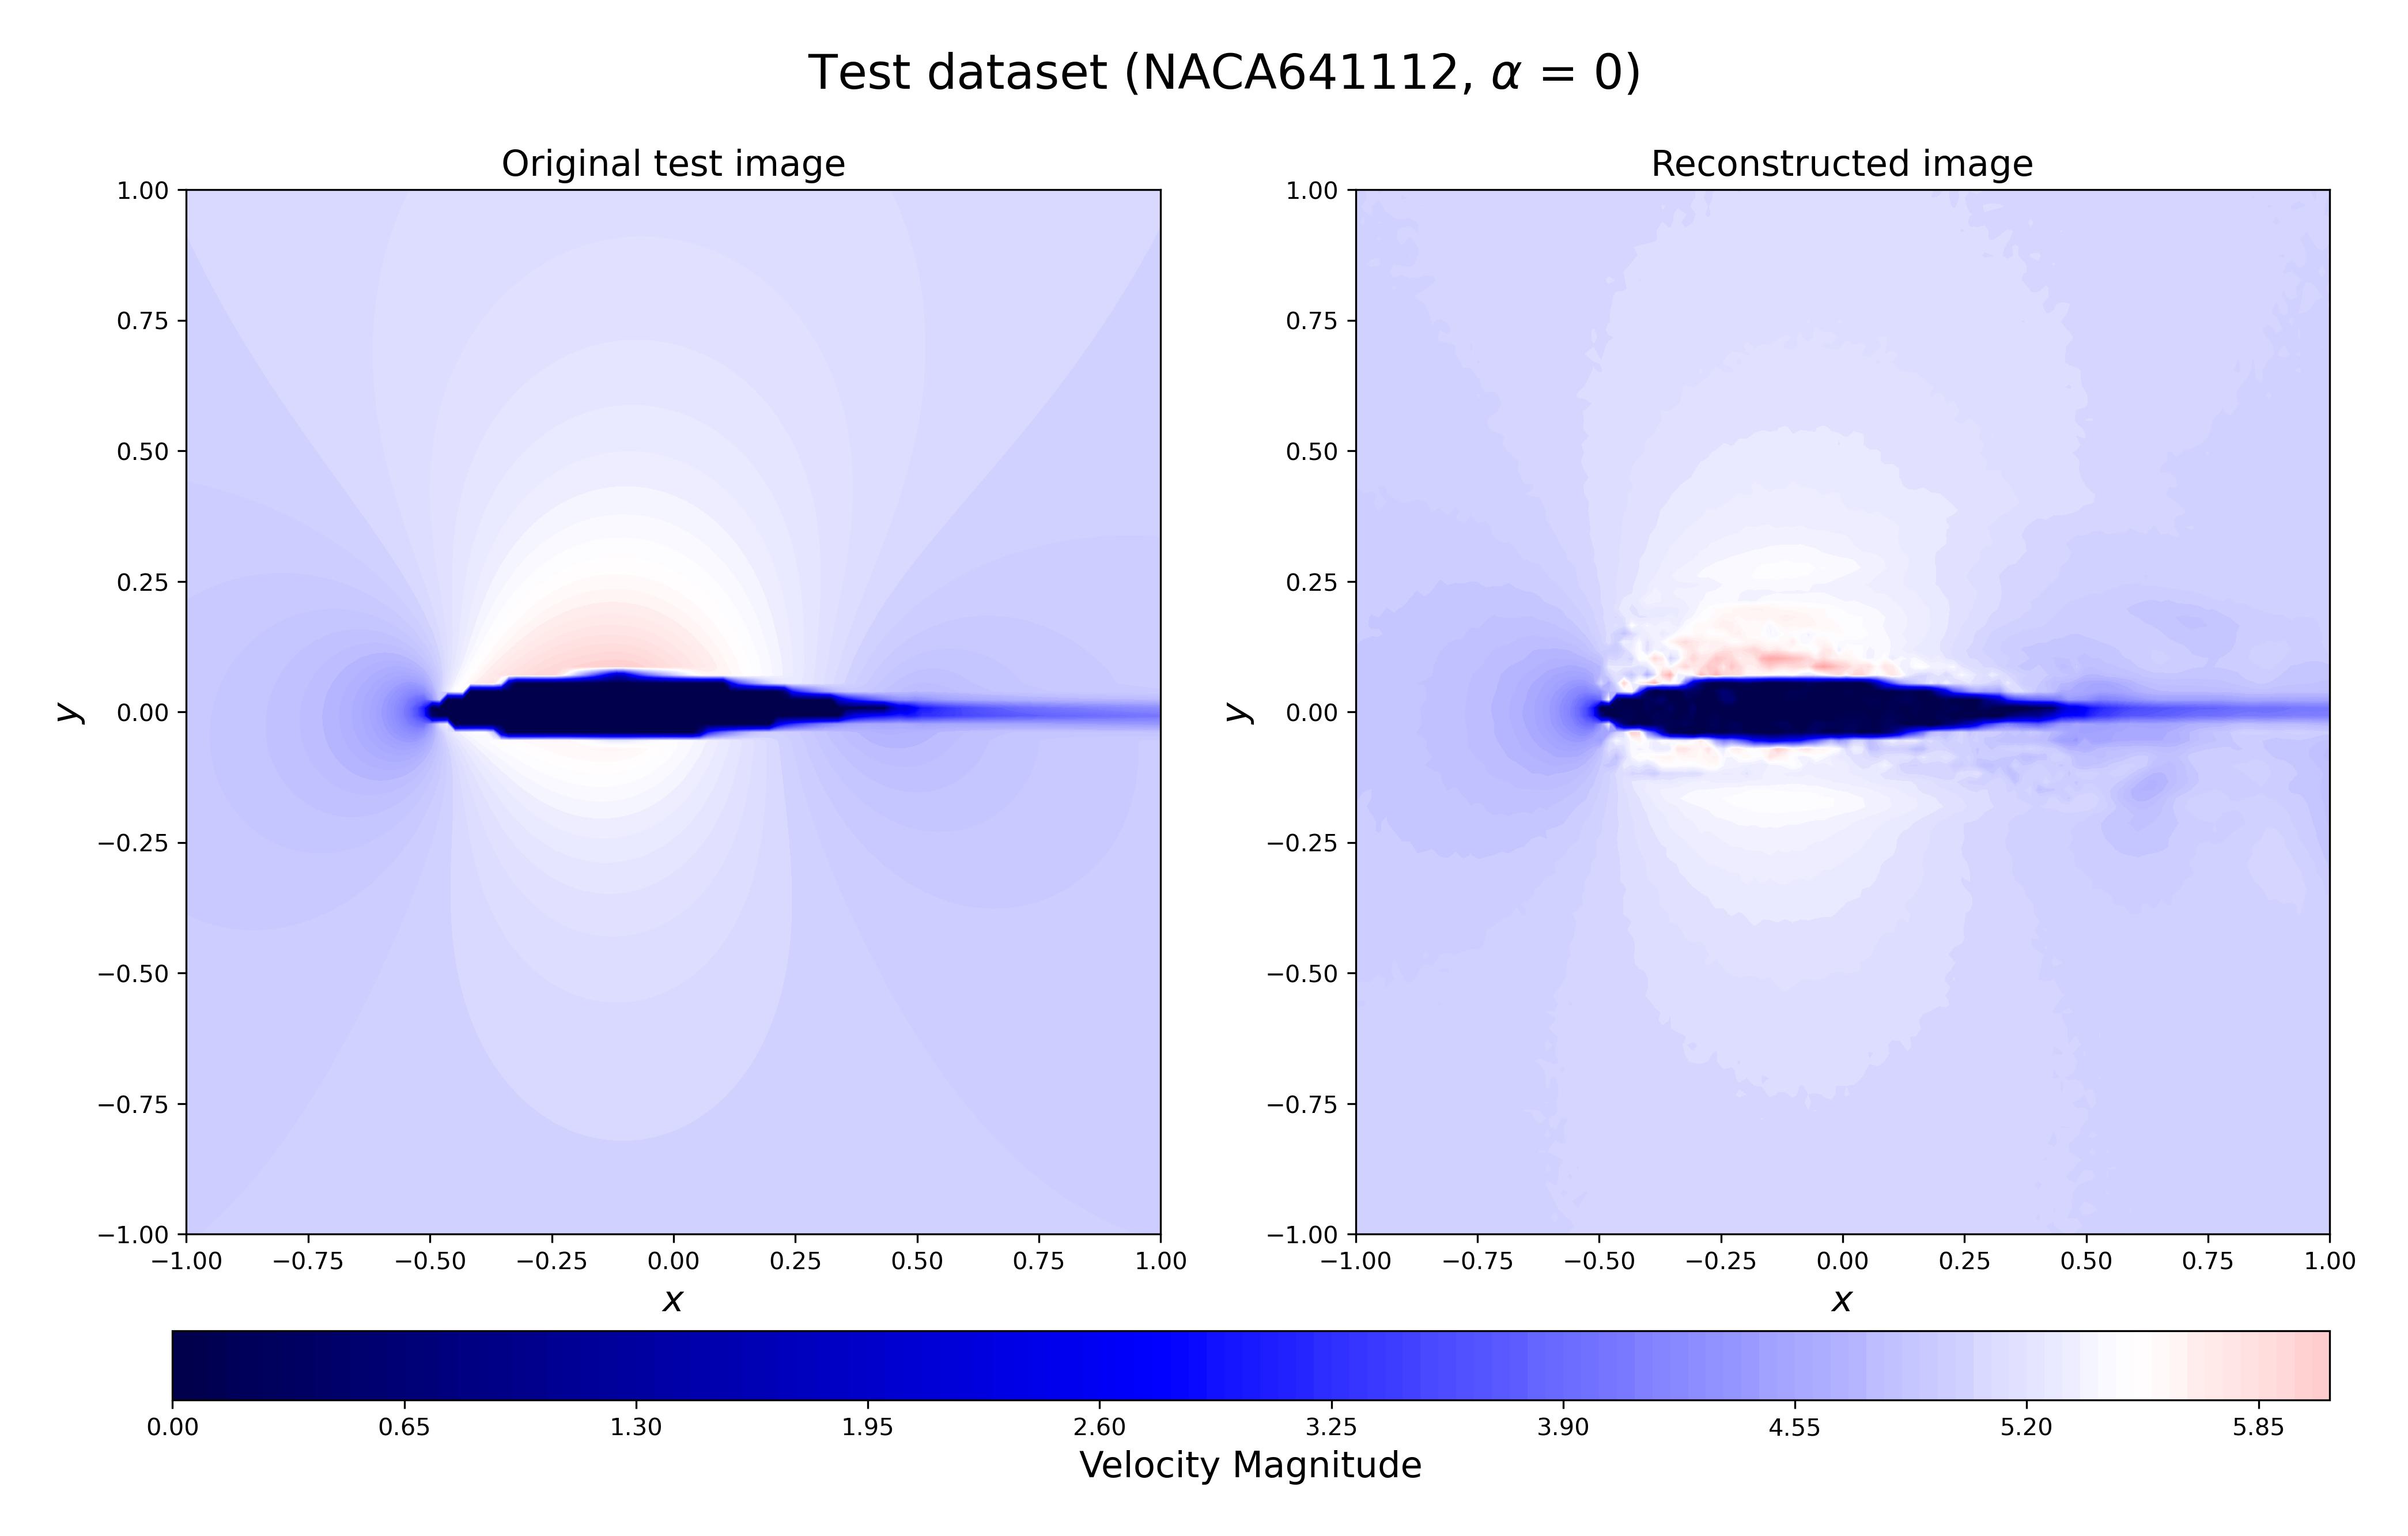 Test dataset (NACA641112, α = 0)
Original test image
1.00
0.75
0.50
0.25
0.00
−0.25
−0.50
−0.75
−1.00
y
−1.00 −0.75 −0.50 −0.25 0.00 0.25 0.50 0.75 1.00
x
Reconstructed image
1.00
0.75
0.50
0.25
0.00
−0.25
−0.50
−0.75
−1.00
y
−1.00 −0.75 −0.50 −0.25 0.00 0.25 0.50 0.75 1.00
x
0.00 0.65 1.30 1.95 2.60 3.25 3.90 4.55 5.20 5.85
Velocity Magnitude